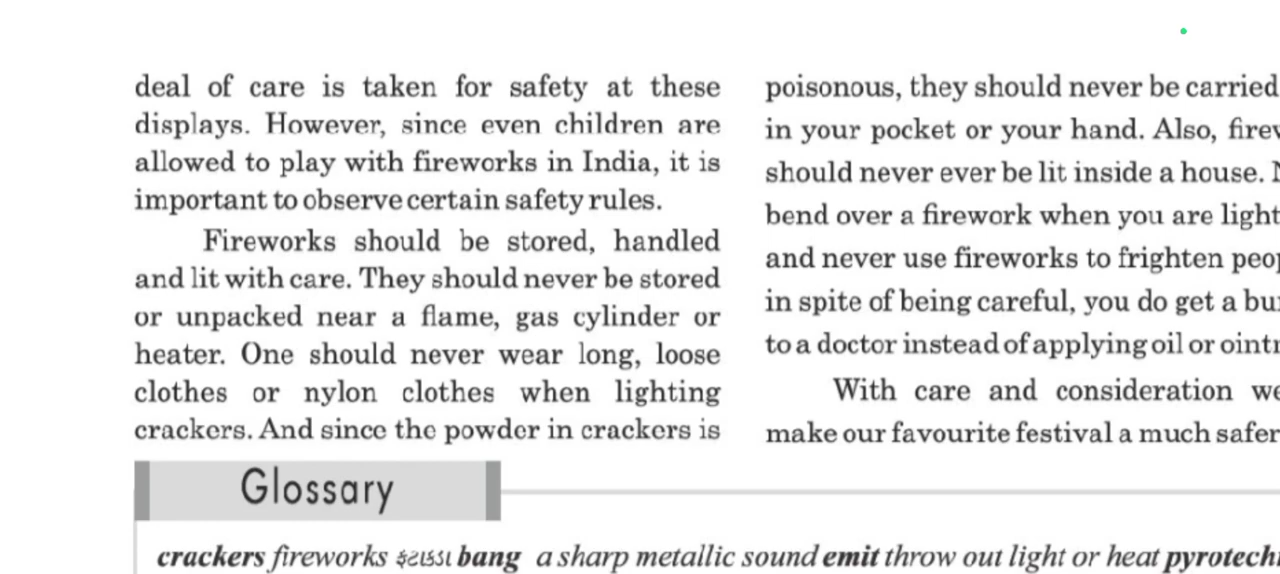 deal of care is taken for safety at these
displays. However, since even children are
allowed to play with fireworks in India, it is
important to observe certain safety rules.
Fireworks should be stored, handled
and lit with care. They should never be stored
or unpacked near a flame, gas cylinder or
heater. One should never wear long, loose
clothes or nylon clothes when lighting
crackers. And since the powder in crackers is
poisonous, they should never be carried
in your pocket or your hand. Also,
should never ever be lit inside a house.
bend over a firework when you are
and never use fireworks to frighten
in spite of being careful, you do get a
to a doctor instead of applying oil or
With care and consideration
make our favourite festival a much safer
Glossary
crackers fireworks bang a sharp metallic sound emit throw out light or heat